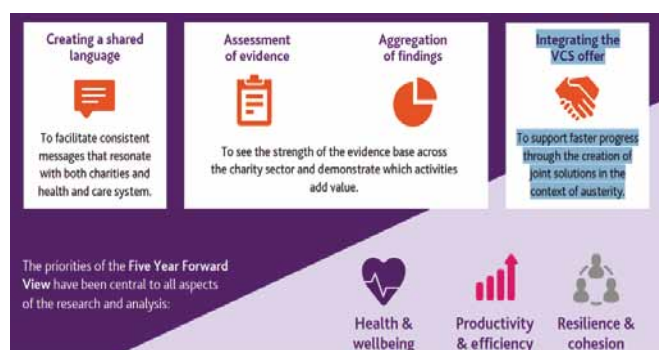 Creating a shared
language
To facilitate consistent
messages that resonate
with both charities and
health and care system.
Assessment
of evidence
Aggregation
of findings
To see the strength of the evidence base across
the charity sector and demonstrate which activities
add value.
Integrating the
VCS offer
To support faster progress
through the creation of
joint solutions in the
context of austerity.
The priorities of the Five Year Forward
View have been central to all aspects
of the research and analysis:
Health &
wellbeing
Productivity
& efficiency
Resilience &
cohesion